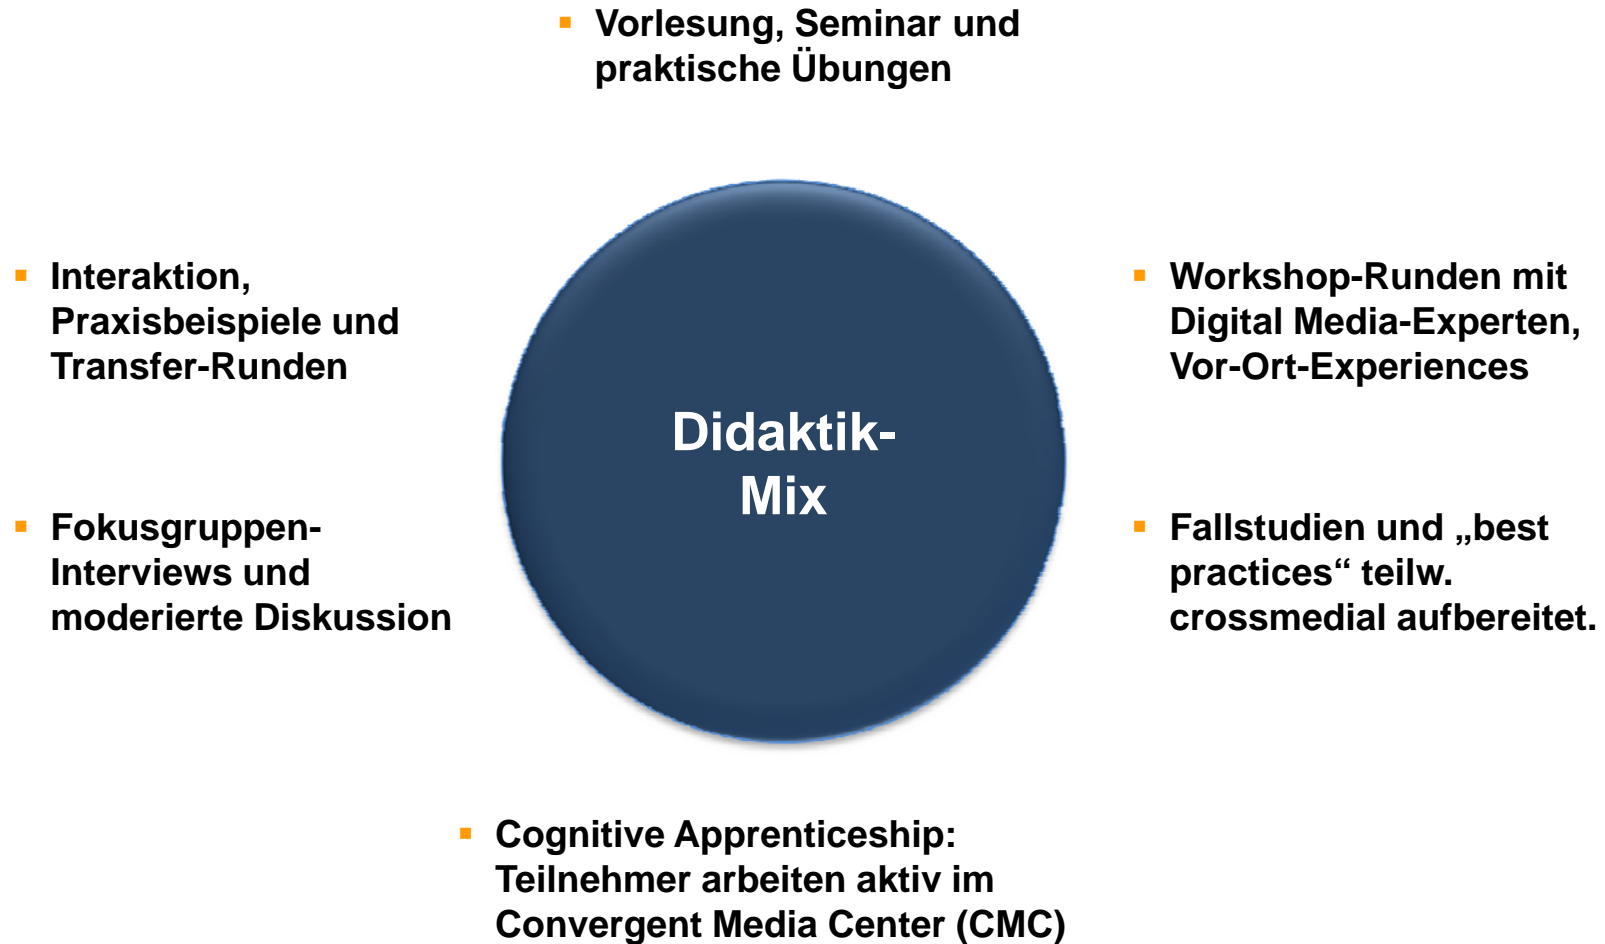 ▪ Vorlesung, Seminar und
praktische Übungen
▪ Interaktion,
Praxisbeispiele und
Transfer-Runden
▪ Workshop-Runden mit
Digital Media-Experten,
Vor-Ort-Experiences
Didaktik-
Mix
▪ Fokusgruppen-
Interviews und
moderierte Diskussion
▪ Fallstudien und „best
practices“ teilw.
crossmedial aufbereitet.
▪ Cognitive Apprenticeship:
Teilnehmer arbeiten aktiv im
Convergent Media Center (CMC)